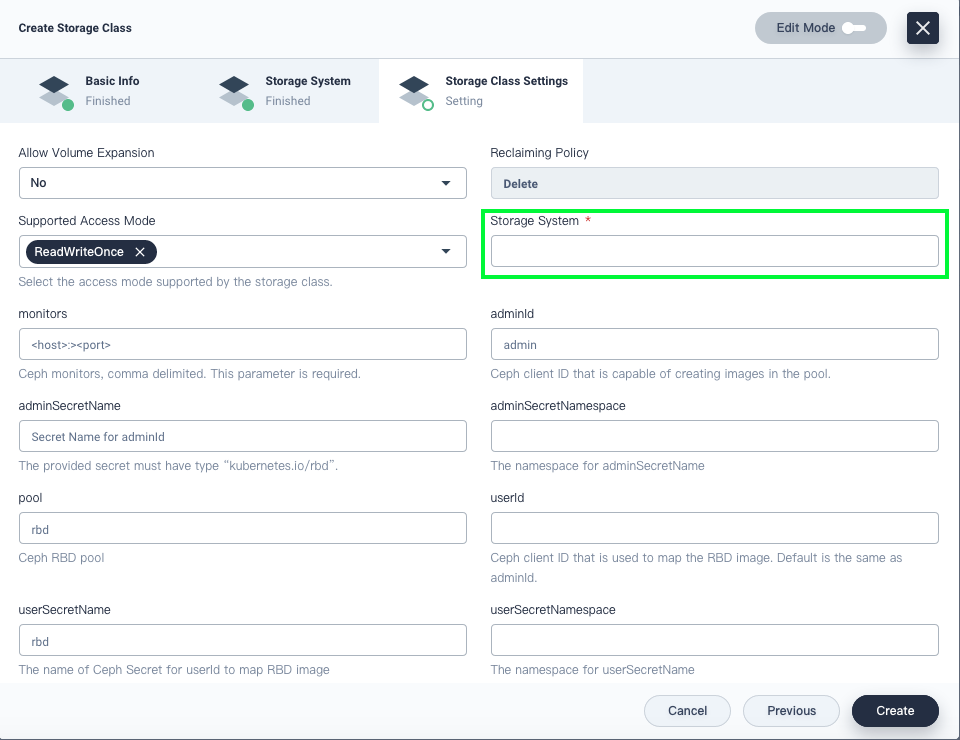 Create Storage Class
Edit Mode
Basic Info
Finished
Storage System
Finished
Storage Class Settings
Setting
Allow Volume Expansion
No
Reclaiming Policy
Delete
Supported Access Mode
ReadWriteOnce
Select the access mode supported by the storage class.
Storage System *
monitors
<host>:><port>
Ceph monitors, comma delimited. This parameter is required.
adminId
admin
Ceph client ID that is capable of creating images in the pool.
adminSecretName
Secret Name for adminId
The provided secret must have type “kubernetes.io/rbd”.
adminSecretNamespace
The namespace for adminSecretName
pool
rbd
Ceph RBD pool
userId
Ceph client ID that is used to map the RBD image. Default is the same as
adminId.
userSecretName
rbd
The name of Ceph Secret for userId to map RBD image
userSecretNamespace
The namespace for userSecretName
Cancel
Previous
Create